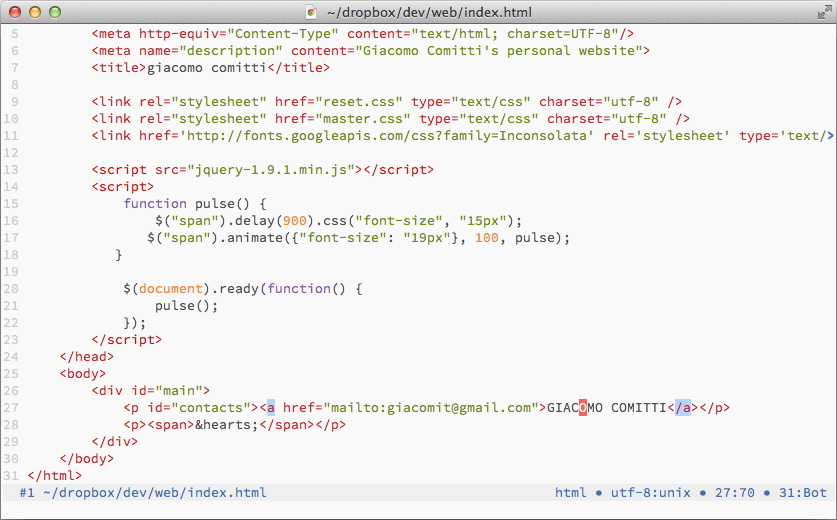 ~/dropbox/dev/web/index.html
5 <meta http-equiv="Content-Type" content="text/html; charset=UTF-8"/>
6 <meta name="description" content="Giacomo Comitti's personal website">
7 <title>giacomo comitti</title>
8
9 <link rel="stylesheet" href="reset.css" type="text/css" charset="utf-8" />
10 <link rel="stylesheet" href="master.css" type="text/css" charset="utf-8" />
11 <link href='http://fonts.googleapis.com/css?family=Inconsolata' rel='stylesheet' type='text/>
12
13 <script src="jquery-1.9.1.min.js"></script>
14 <script>
15 function pulse() {
16 $("span").delay(900).css("font-size", "15px");
17 $("span").animate({"font-size": "19px"}, 100, pulse);
18 }
19
20 $(document).ready(function() {
21 pulse();
22 });
23 </script>
24 </head>
25 <body>
26 <div id="main">
27 <p id="contacts"><a href="mailto:giacomit@gmail.com">GIACOMO COMITTI</a></p>
28 <p><span>&hearts;</span></p>
29 </div>
30 </body>
31 </html>
#1 ~/dropbox/dev/web/index.html html • utf-8:unix • 27:70 • 31:Bot